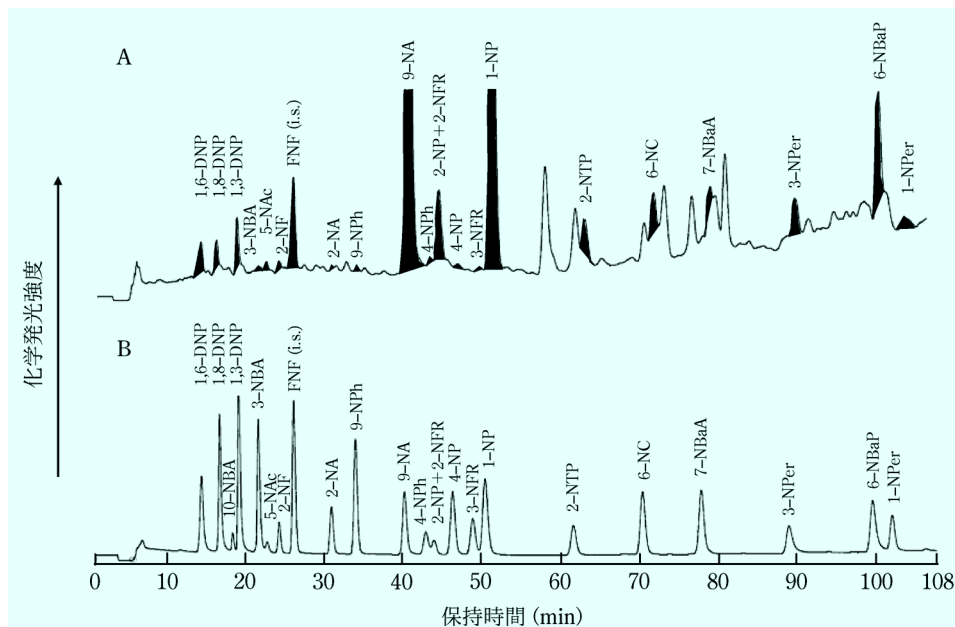 A
1,6–DNP
1,8–DNP
1,3–DNP
3–NBA
5–NAc
2–NF
FNF (i.s.)
2–NA
9–NPh
9–NA
4–NPh
2–NP+2–NFR
4–NP
3–NFR
1–NP
2–NTP
6–NC
7–NBaA
3–NPer
6–NBaP
1–NPer
化学発光強度
B
1,6–DNP
1,8–DNP
10–NBA
1,3–DNP
3–NBA
5–NAc
2–NF
FNF (i.s.)
2–NA
9–NPh
9–NA
4–NPh
2–NP+2–NFR
4–NP
3–NFR
1–NP
2–NTP
6–NC
7–NBaA
3–NPer
6–NBaP
1–NPer
0 10 20 30 40 50 60 70 80 90 100 108
保持時間 (min)